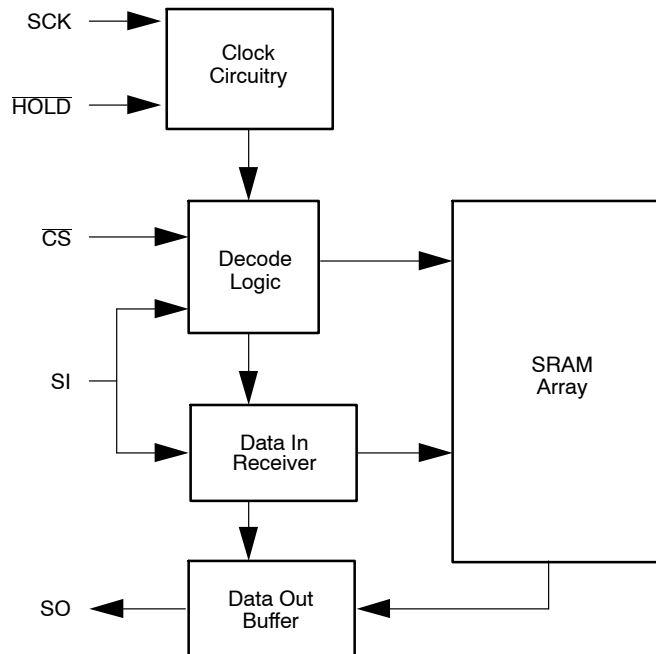 SCK
Clock
Circuitry
HOLD
CS
Decode
Logic
SI
SRAM
Array
Data In
Receiver
SO
Data Out
Buffer